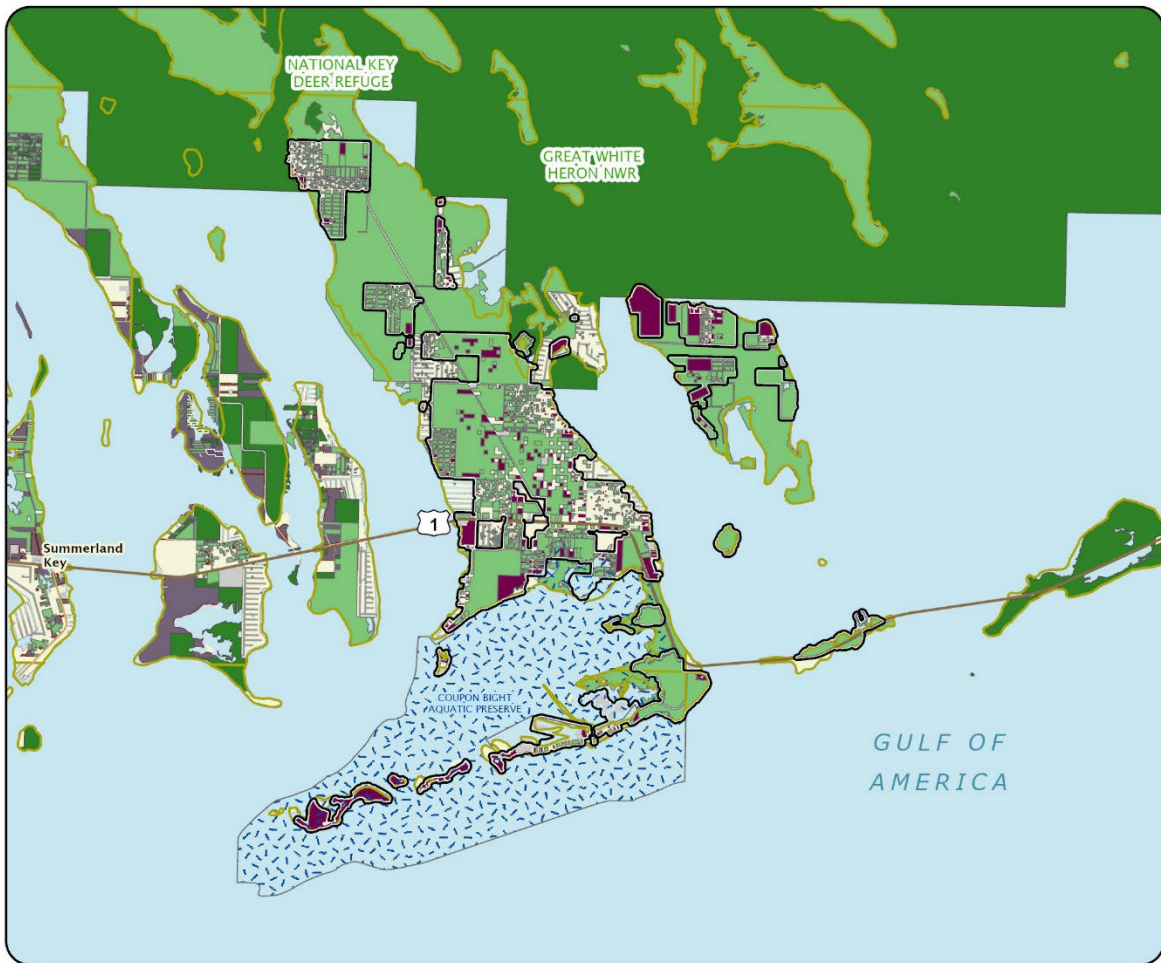 NATIONAL KEY
DEER REFUGE
GREAT WHITE
HERON NWR
1
Summerland
Key
COUPON BIGHT
AQUATIC PRESERVE
GULF OF
AMERICA